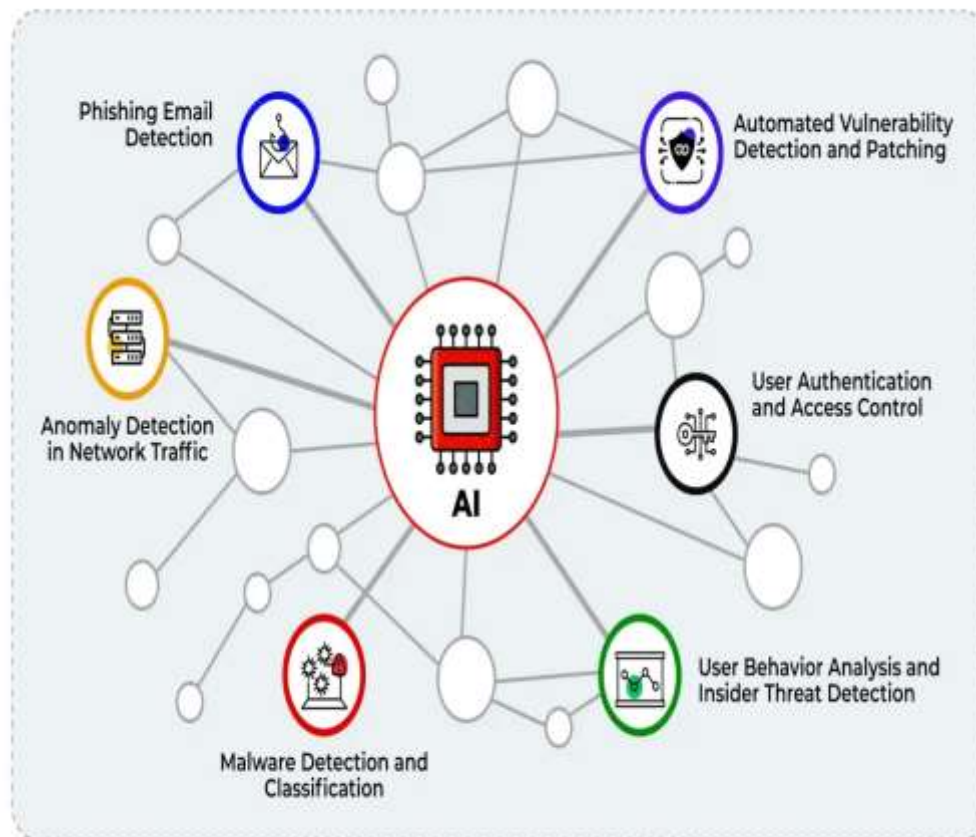 Phishing Email
Detection
Automated Vulnerability
Detection and Patching
Anomaly Detection
in Network Traffic
User Authentication
and Access Control
AI
User Behavior Analysis and
Insider Threat Detection
Malware Detection and
Classification